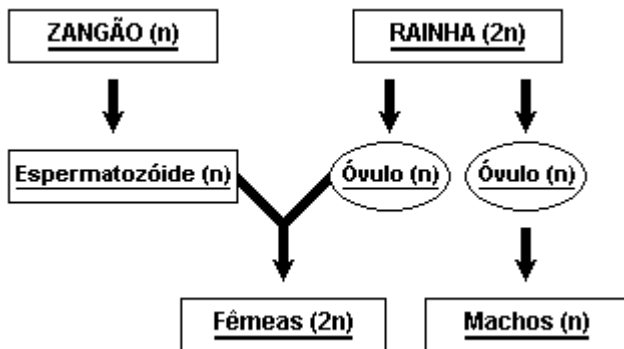 ZANGÃO (n)
RAINHA (2n)
Espermatozóide (n)
Óvulo (n)
Óvulo (n)
Fêmeas (2n)
Machos (n)